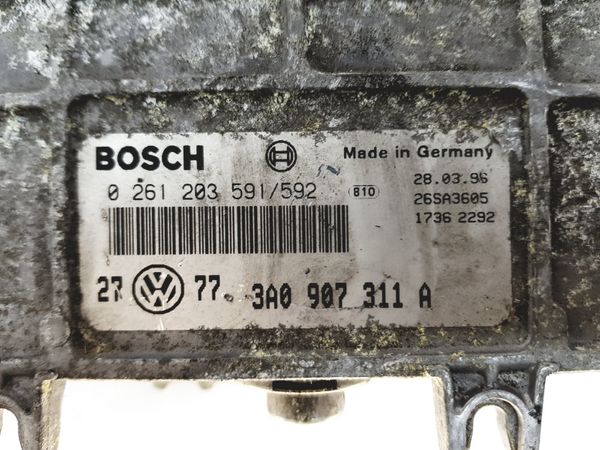 BOSCH
Made in Germany
0 261 203 591/592
810
28.03.96
26SA3605
1736 2292
27 VW 77. 3A0 907 311 A